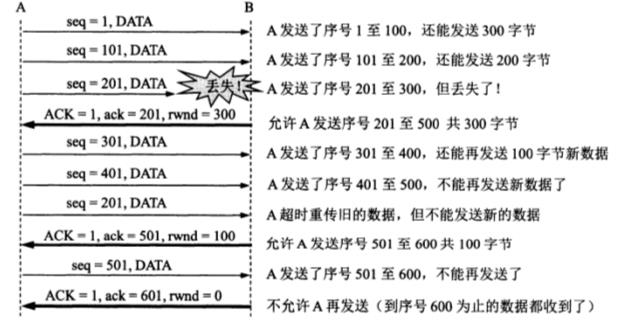 A B
seq = 1, DATA A 发送了序号 1 至 100，还能发送 300 字节
seq = 101, DATA A 发送了序号 101 至 200，还能发送 200 字节
seq = 201, DATA 丢失! A 发送了序号 201 至 300，但丢失了！
ACK = 1, ack = 201, rwnd = 300 允许 A 发送序号 201 至 500 共 300 字节
seq = 301, DATA A 发送了序号 301 至 400，还能再发送 100 字节新数据
seq = 401, DATA A 发送了序号 401 至 500，不能再发送新数据了
seq = 201, DATA A 超时重传旧的数据，但不能发送新的数据
ACK = 1, ack = 501, rwnd = 100 允许 A 发送序号 501 至 600 共 100 字节
seq = 501, DATA A 发送了序号 501 至 600，不能再发送了
ACK = 1, ack = 601, rwnd = 0 不允许 A 再发送（到序号 600 为止的数据都收到了）